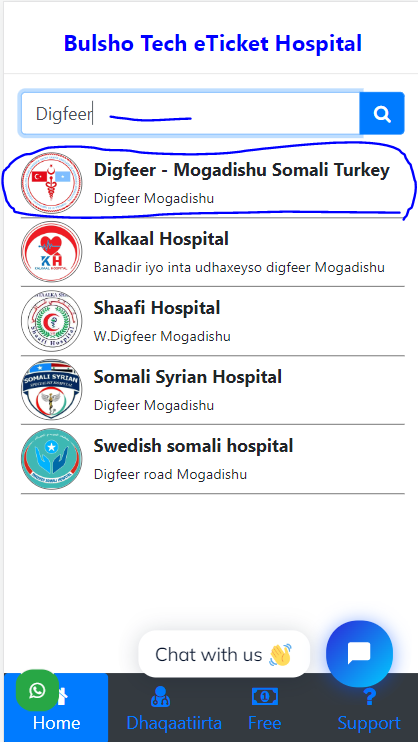 Bulsho Tech eTicket Hospital
Digfeer
Digfeer - Mogadishu Somali Turkey
Digfeer Mogadishu
KH
KALKAAL HOSPITAL
Kalkaal Hospital
Banadir iyo inta udhaxeyso digfeer Mogadishu
Shaafi Hospital
Shaafi Hospital
W.Digfeer Mogadishu
SOMALI SYRIAN
Somali Syrian Hospital
Digfeer Mogadishu
Swedish somali hospital
Digfeer road Mogadishu
Chat with us 👋
Home
Dhaqaatiirta
Free
Support